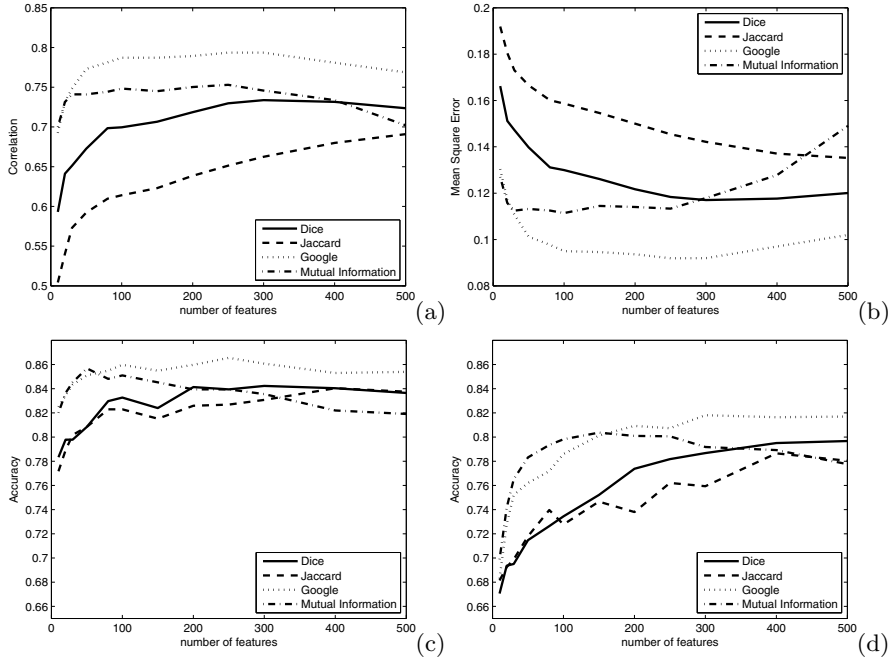 0.85
0.8
0.75
0.7
0.65
0.6
0.55
0.5
Correlation
0 100 200 300 400 500
number of features
Dice
Jaccard
Google
Mutual Information
(a)
0.2
0.18
0.16
0.14
0.12
0.1
0.08
Mean Square Error
0 100 200 300 400 500
number of features
Dice
Jaccard
Google
Mutual Information
(b)
0.86
0.84
0.82
0.8
0.78
0.76
0.74
0.72
0.7
0.68
0.66
Accuracy
0 100 200 300 400 500
number of features
Dice
Jaccard
Google
Mutual Information
(c)
0.86
0.84
0.82
0.8
0.78
0.76
0.74
0.72
0.7
0.68
0.66
Accuracy
0 100 200 300 400 500
number of features
Dice
Jaccard
Google
Mutual Information
(d)